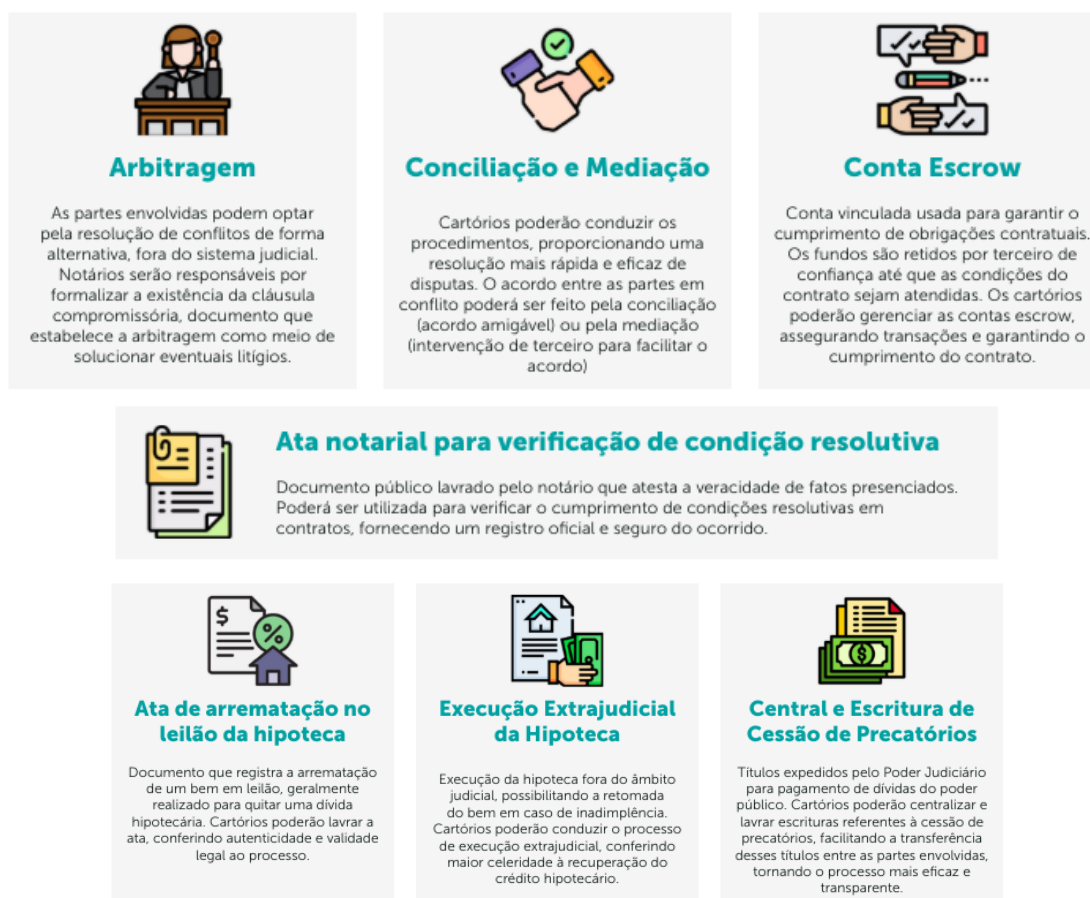 Arbitragem
As partes envolvidas podem optar
pela resolução de conflitos de forma
alternativa, fora do sistema judicial.
Notários serão responsáveis por
formalizar a existência da cláusula
compromissória, documento que
estabelece a arbitragem como meio de
solucionar eventuais litígios.
Conciliação e Mediação
Cartórios poderão conduzir os
procedimentos, proporcionando uma
resolução mais rápida e eficaz de
disputas. O acordo entre as partes em
conflito poderá ser feito pela conciliação
(acordo amigável) ou pela mediação
(intervenção de terceiro para facilitar o
acordo)
Conta Escrow
Conta vinculada usada para garantir o
cumprimento de obrigações contratuais.
Os fundos são retidos por terceiro de
confiança até que as condições do
contrato sejam atendidas. Os cartórios
poderão gerenciar as contas escrow,
assegurando transações e garantindo o
cumprimento do contrato.
Ata notarial para verificação de condição resolutiva
Documento público lavrado pelo notário que atesta a veracidade de fatos presenciados.
Poderá ser utilizada para verificar o cumprimento de condições resolutivas em
contratos, fornecendo um registro oficial e seguro do ocorrido.
$
%
Ata de arrematação no
leilão da hipoteca
Documento que registra a arrematação
de um bem em leilão, geralmente
realizado para quitar uma dívida
hipotecária. Cartórios poderão lavrar a
ata, conferindo autenticidade e validade
legal ao processo.
Execução Extrajudicial
da Hipoteca
Execução da hipoteca fora do âmbito
judicial, possibilitando a retomada
do bem em caso de inadimplência.
Cartórios poderão conduzir o processo
de execução extrajudicial, conferindo
maior celeridade à recuperação do
crédito hipotecário.
$
Central e Escritura de
Cessão de Precatórios
Títulos expedidos pelo Poder Judiciário
para pagamento de dívidas do poder
público. Cartórios poderão centralizar e
lavrar escrituras referentes à cessão de
precatórios, facilitando a transferência
desses títulos entre as partes envolvidas,
tornando o processo mais eficaz e
transparente.